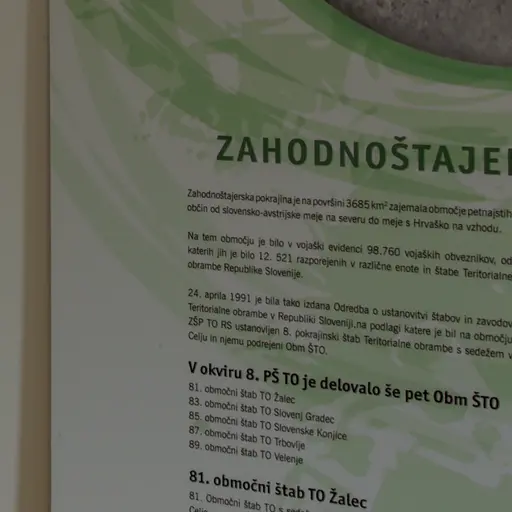 ZAHODNOŠTAJE
Zahodnoštajerska pokrajina je na površini 3685 km² zajemala območje petnajstih
občin od slovensko-avstrijske meje na severu do meje s Hrvaško na vzhodu.
Na tem območju je bilo v vojaški evidenci 98.760 vojaških obveznikov, od
katerih jih je bilo 12. 521 razporejenih v različne enote in štabe Teritorialne
obrambe Republike Slovenije.
24. aprila 1991 je bila tako izdana Odredba o ustanovitvi štabov in zavodov
Teritorialne obrambe v Republiki Sloveniji,na podlagi katere je bil na območju
ZŠP TO RS ustanovljen 8. pokrajinski štab Teritorialne obrambe s sedežem v
Celju in njemu podrejeni Obm ŠTO.
V okviru 8. PŠ TO je delovalo še pet Obm ŠTO
81. območni štab TO Žalec
83. območni štab TO Slovenj Gradec
85. območni štab TO Slovenske Konjice
87. območni štab TO Trbovlje
89. območni štab TO Velenje
81. območni štab TO Žalec
81. Območni štab TO s